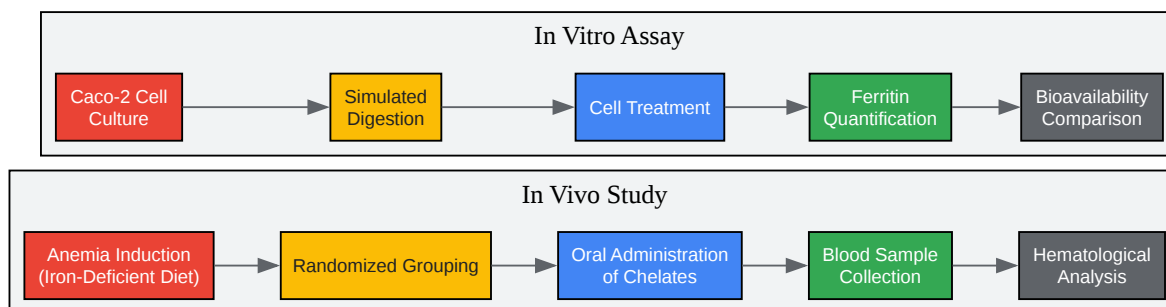 In Vitro Assay
Caco-2 Cell
Culture
Simulated
Digestion
Cell Treatment
Ferritin
Quantification
Bioavailability
Comparison
In Vivo Study
Anemia Induction
(Iron-Deficient Diet)
Randomized Grouping
Oral Administration
of Chelates
Blood Sample
Collection
Hematological
Analysis